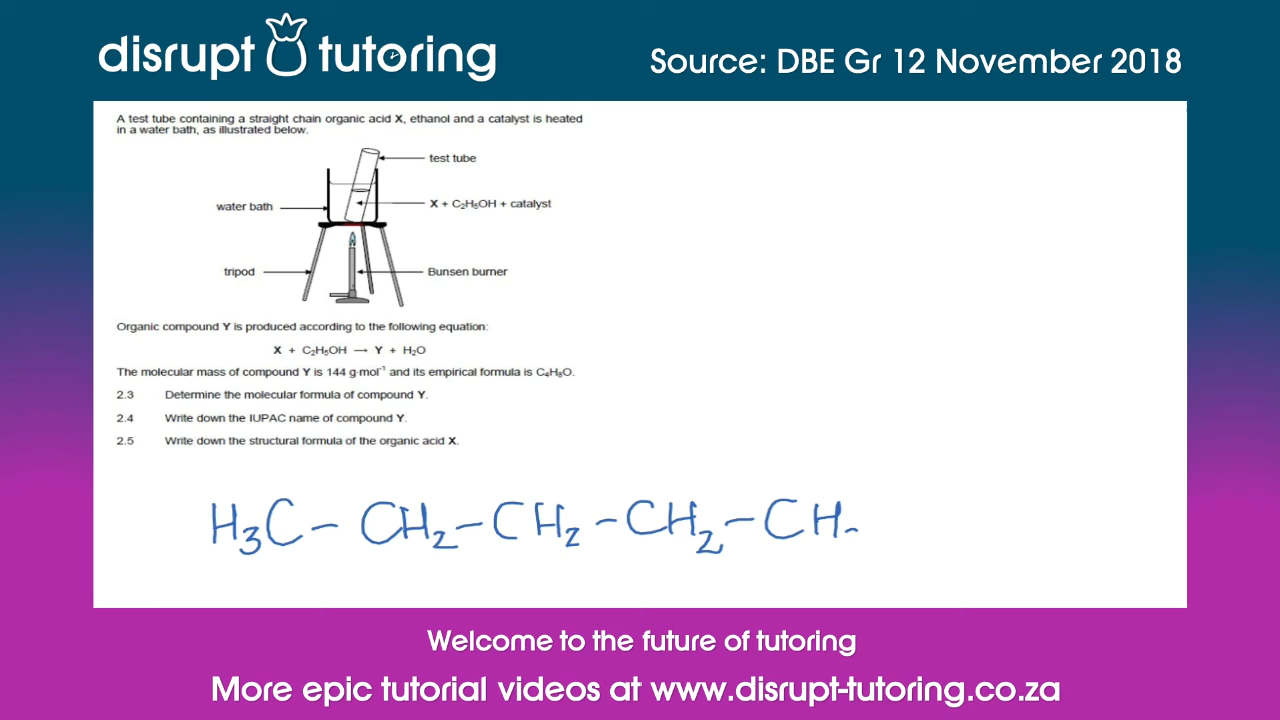 disrupt tutoring
Source: DBE Gr 12 November 2018
A test tube containing a straight chain organic acid X, ethanol and a catalyst is heated
in a water bath, as illustrated below.
test tube
water bath
X + C₂H₅OH + catalyst
tripod
Bunsen burner
Organic compound Y is produced according to the following equation:
X + C₂H₅OH → Y + H₂O
The molecular mass of compound Y is 144 g·mol⁻¹ and its empirical formula is C₄H₈O.
2.3 Determine the molecular formula of compound Y.
2.4 Write down the IUPAC name of compound Y.
2.5 Write down the structural formula of the organic acid X.
H₃C - CH₂ - CH₂ - CH₂ - CH
Welcome to the future of tutoring
More epic tutorial videos at www.disrupt-tutoring.co.za